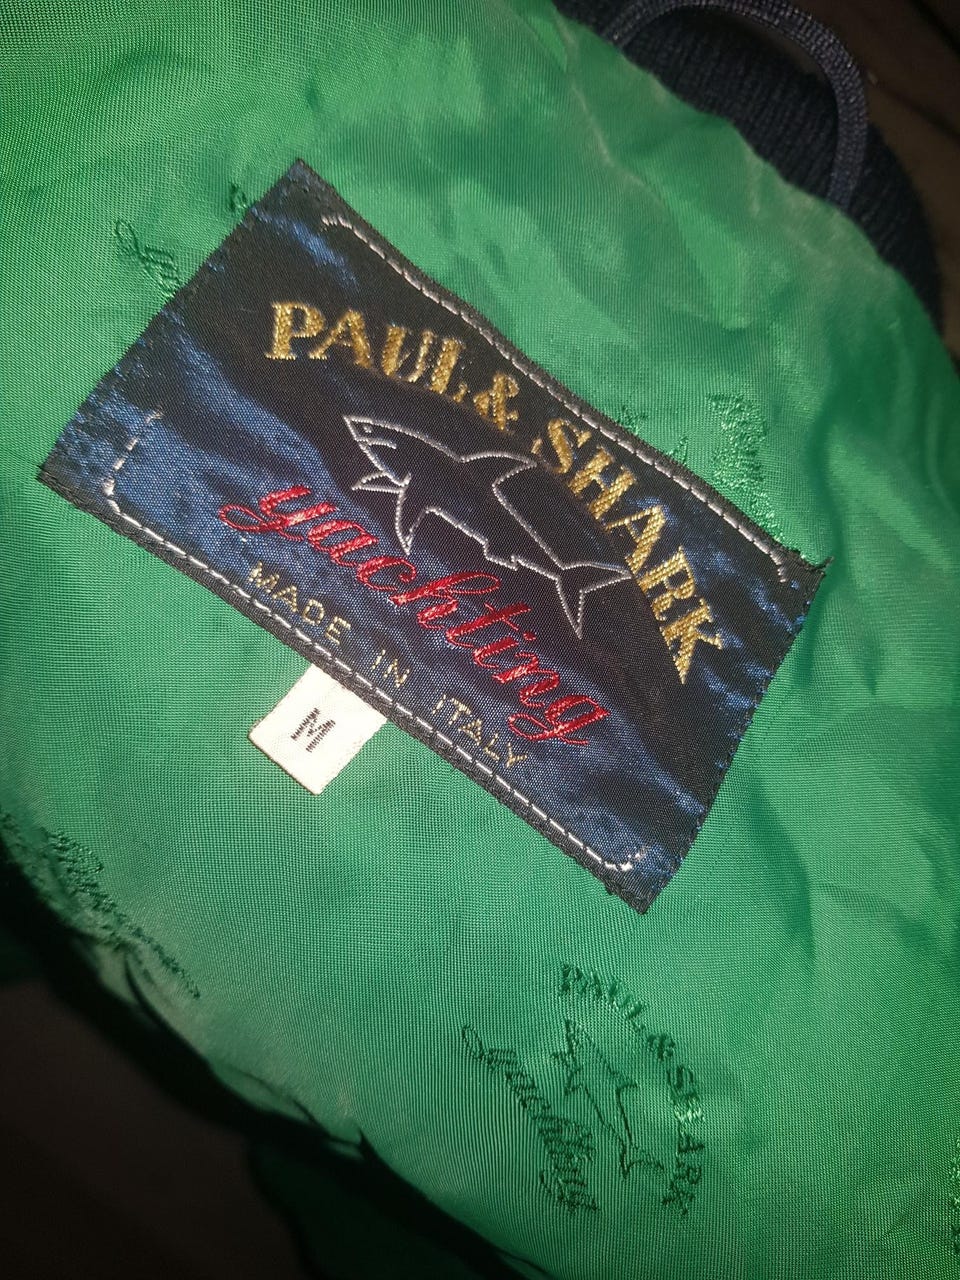 PAUL & SHARK
yachting
MADE IN ITALY
PAUL & SHARK
yachting